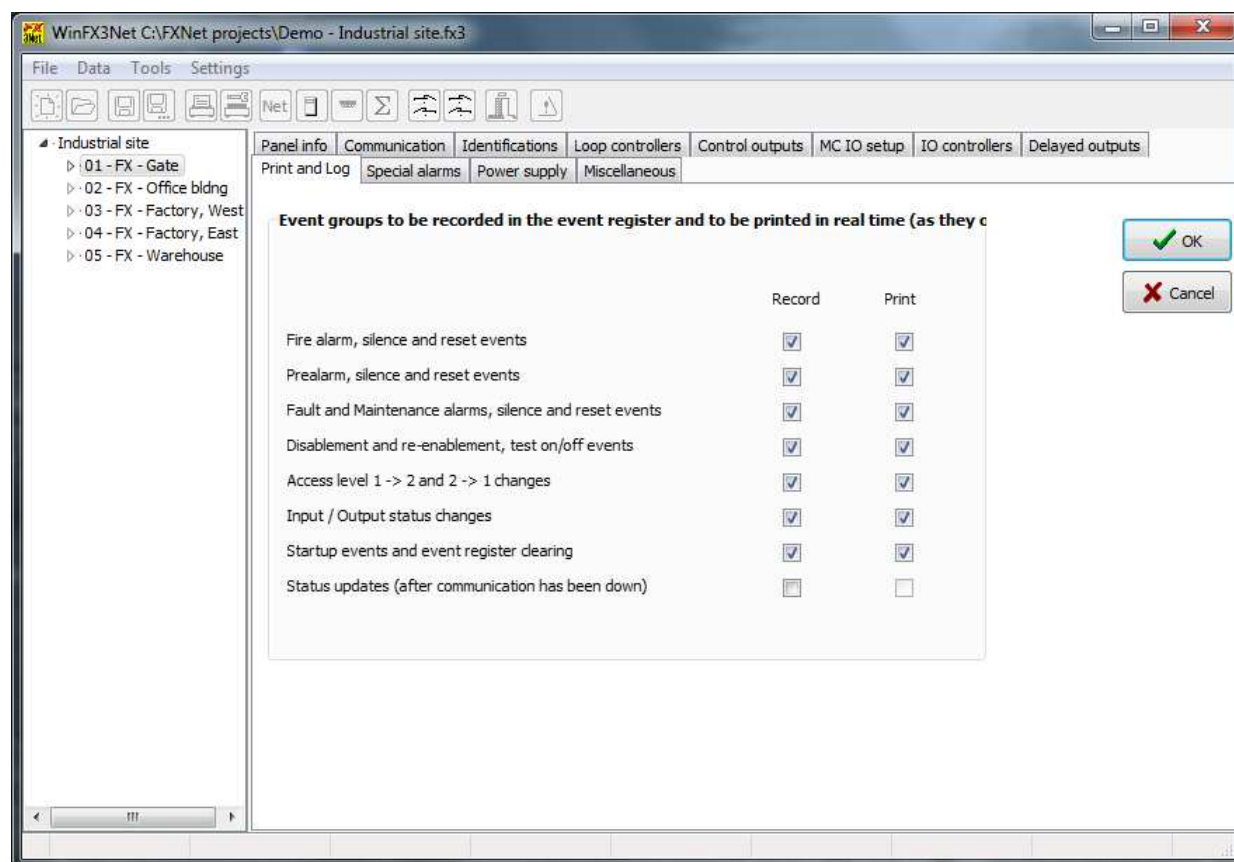 WinFX3Net C:\FXNet projects\Demo - Industrial site.fx3
File Data Tools Settings
Net Σ
Industrial site
01 - FX - Gate
02 - FX - Office bldng
03 - FX - Factory, West
04 - FX - Factory, East
05 - FX - Warehouse
Panel info Communication Identifications Loop controllers Control outputs MC IO setup IO controllers Delayed outputs
Print and Log Special alarms Power supply Miscellaneous
Event groups to be recorded in the event register and to be printed in real time (as they o
OK
Cancel
Record Print
Fire alarm, silence and reset events
Prealarm, silence and reset events
Fault and Maintenance alarms, silence and reset events
Disablement and re-enablement, test on/off events
Access level 1 -> 2 and 2 -> 1 changes
Input / Output status changes
Startup events and event register clearing
Status updates (after communication has been down)